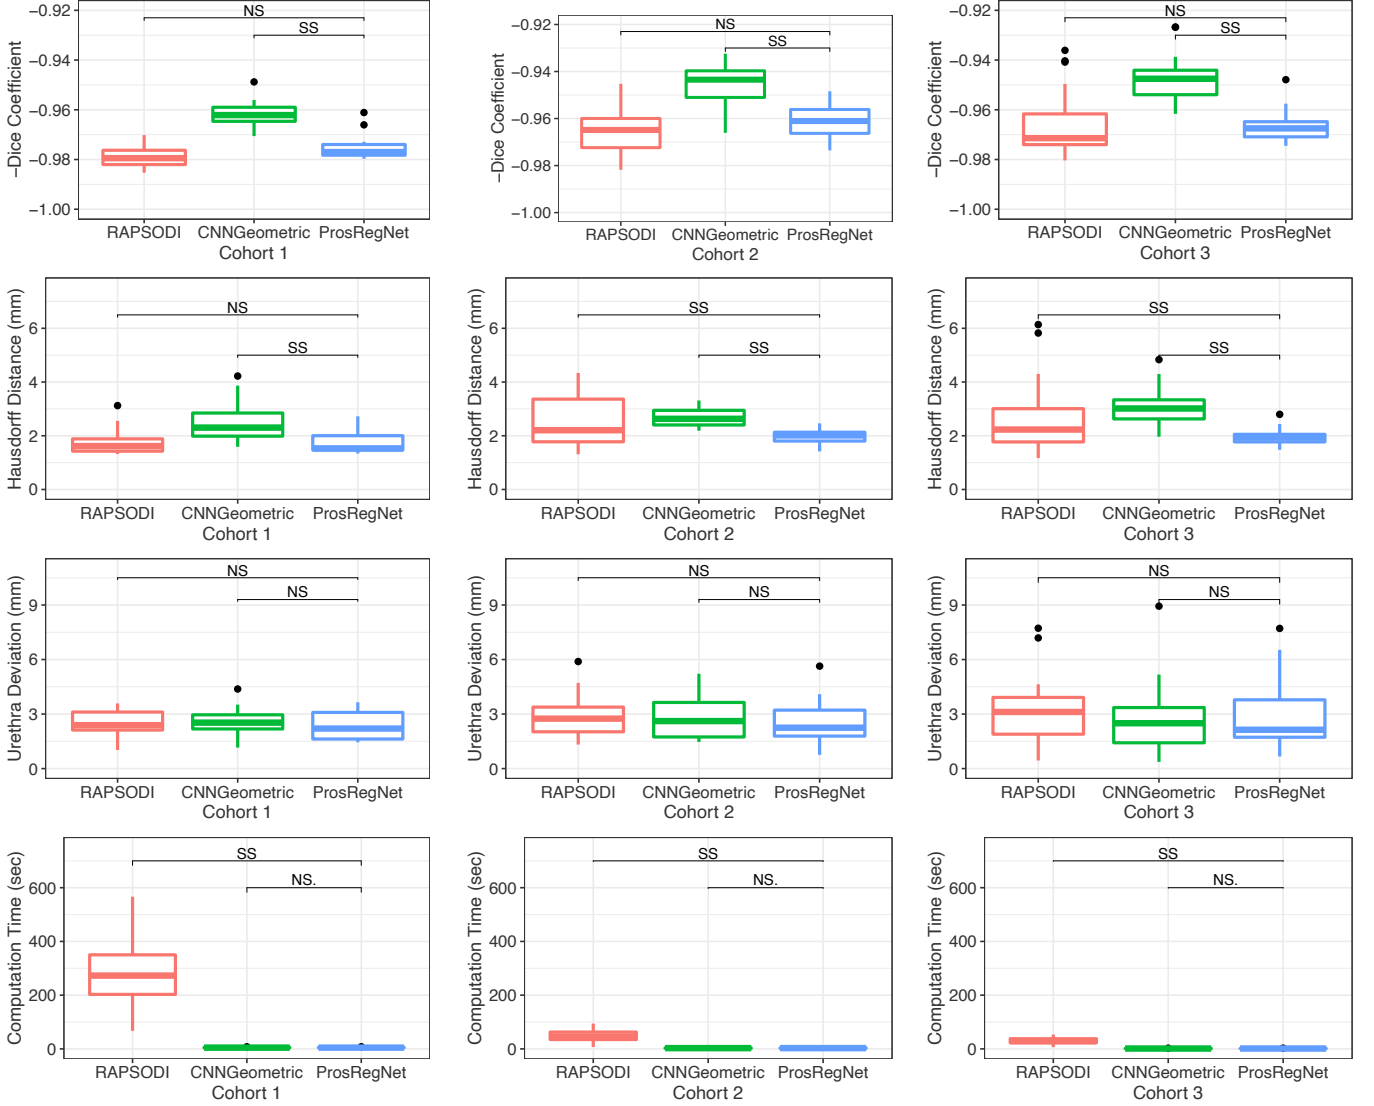 −Dice Coefficient
−0.92
−0.94
−0.96
−0.98
−1.00
NS
SS
RAPSODI CNNGeometric ProsRegNet
Cohort 1
−Dice Coefficient
−0.92
−0.94
−0.96
−0.98
−1.00
NS
SS
RAPSODI CNNGeometric ProsRegNet
Cohort 2
−Dice Coefficient
−0.92
−0.94
−0.96
−0.98
−1.00
NS
SS
RAPSODI CNNGeometric ProsRegNet
Cohort 3
Hausdorff Distance (mm)
6
4
2
0
NS
SS
RAPSODI CNNGeometric ProsRegNet
Cohort 1
Hausdorff Distance (mm)
6
4
2
0
SS
SS
RAPSODI CNNGeometric ProsRegNet
Cohort 2
Hausdorff Distance (mm)
6
4
2
0
SS
SS
RAPSODI CNNGeometric ProsRegNet
Cohort 3
Urethra Deviation (mm)
9
6
3
0
NS
NS
RAPSODI CNNGeometric ProsRegNet
Cohort 1
Urethra Deviation (mm)
9
6
3
0
NS
NS
RAPSODI CNNGeometric ProsRegNet
Cohort 2
Urethra Deviation (mm)
9
6
3
0
NS
NS
RAPSODI CNNGeometric ProsRegNet
Cohort 3
Computation Time (sec)
600
400
200
0
SS
NS.
RAPSODI CNNGeometric ProsRegNet
Cohort 1
Computation Time (sec)
600
400
200
0
SS
NS.
RAPSODI CNNGeometric ProsRegNet
Cohort 2
Computation Time (sec)
600
400
200
0
SS
NS.
RAPSODI CNNGeometric ProsRegNet
Cohort 3